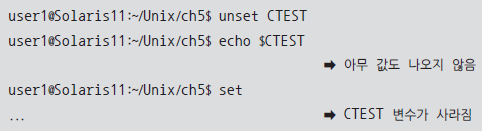 user1@Solaris11:~/Unix/ch5$ unset CTEST
user1@Solaris11:~/Unix/ch5$ echo $CTEST
➡ 아무 값도 나오지 않음
user1@Solaris11:~/Unix/ch5$ set
... ➡ CTEST 변수가 사라짐